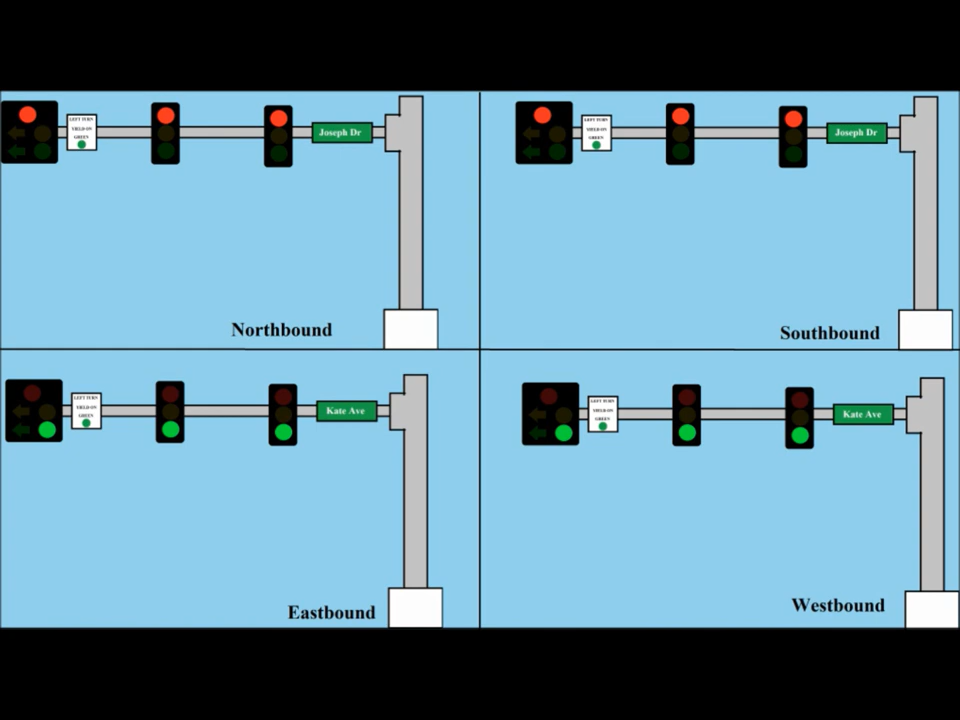 LEFT TURN
YIELD ON
GREEN
Joseph Dr
Northbound
LEFT TURN
YIELD ON
GREEN
Joseph Dr
Southbound
LEFT TURN
YIELD ON
GREEN
Kate Ave
Eastbound
LEFT TURN
YIELD ON
GREEN
Kate Ave
Westbound